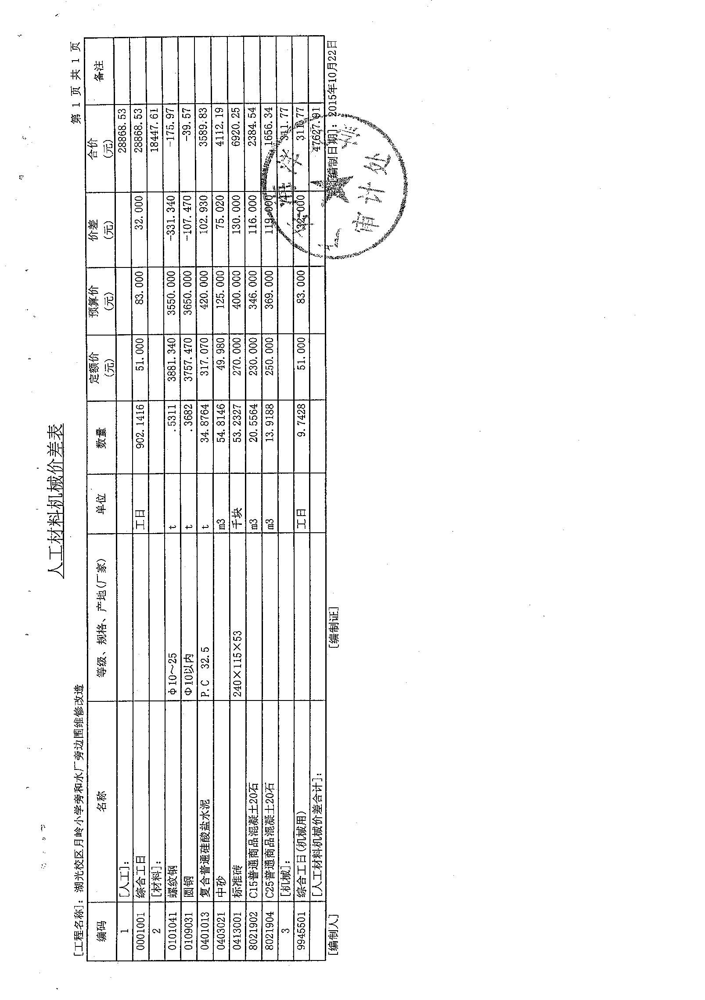 人工材料机械价差表
[工程名称]: 湖光校区月岭小学旁和水厂旁边围维修改造 第 1 页 共 1 页
编码 名称 等级、规格、产地(厂家) 单位 数量 定额价(元) 预算价(元) 价差(元) 合价(元) 备注
1 [人工]: 28868.53
0001001 综合工日 工日 902.1416 51.000 83.000 32.000 28868.53
2 [材料]: 18447.61
0101041 螺纹钢 Φ10～25 t .5311 3881.340 3550.000 -331.340 -175.97
0109031 圆钢 Φ10以内 t .3682 3757.470 3650.000 -107.470 -39.57
0401013 复合普通硅酸盐水泥 P.C 32.5 t 34.8764 317.070 420.000 102.930 3589.83
0403021 中砂 m3 54.8146 49.980 125.000 75.020 4112.19
0413001 标准砖 240×115×53 千块 53.2327 270.000 400.000 130.000 6920.25
8021902 C15普通商品混凝土20石 m3 20.5564 230.000 346.000 116.000 2384.54
8021904 C25普通商品混凝土20石 m3 13.9188 250.000 369.000 119.000 1656.34
3 [机械]: 311.77
9945501 综合工日(机械用) 工日 9.7428 51.000 83.000 32.000 311.77
[人工材料机械价差合计]: 47627.91
[编制人] [编制证] [编制日期]: 2015年10月22日
审计处